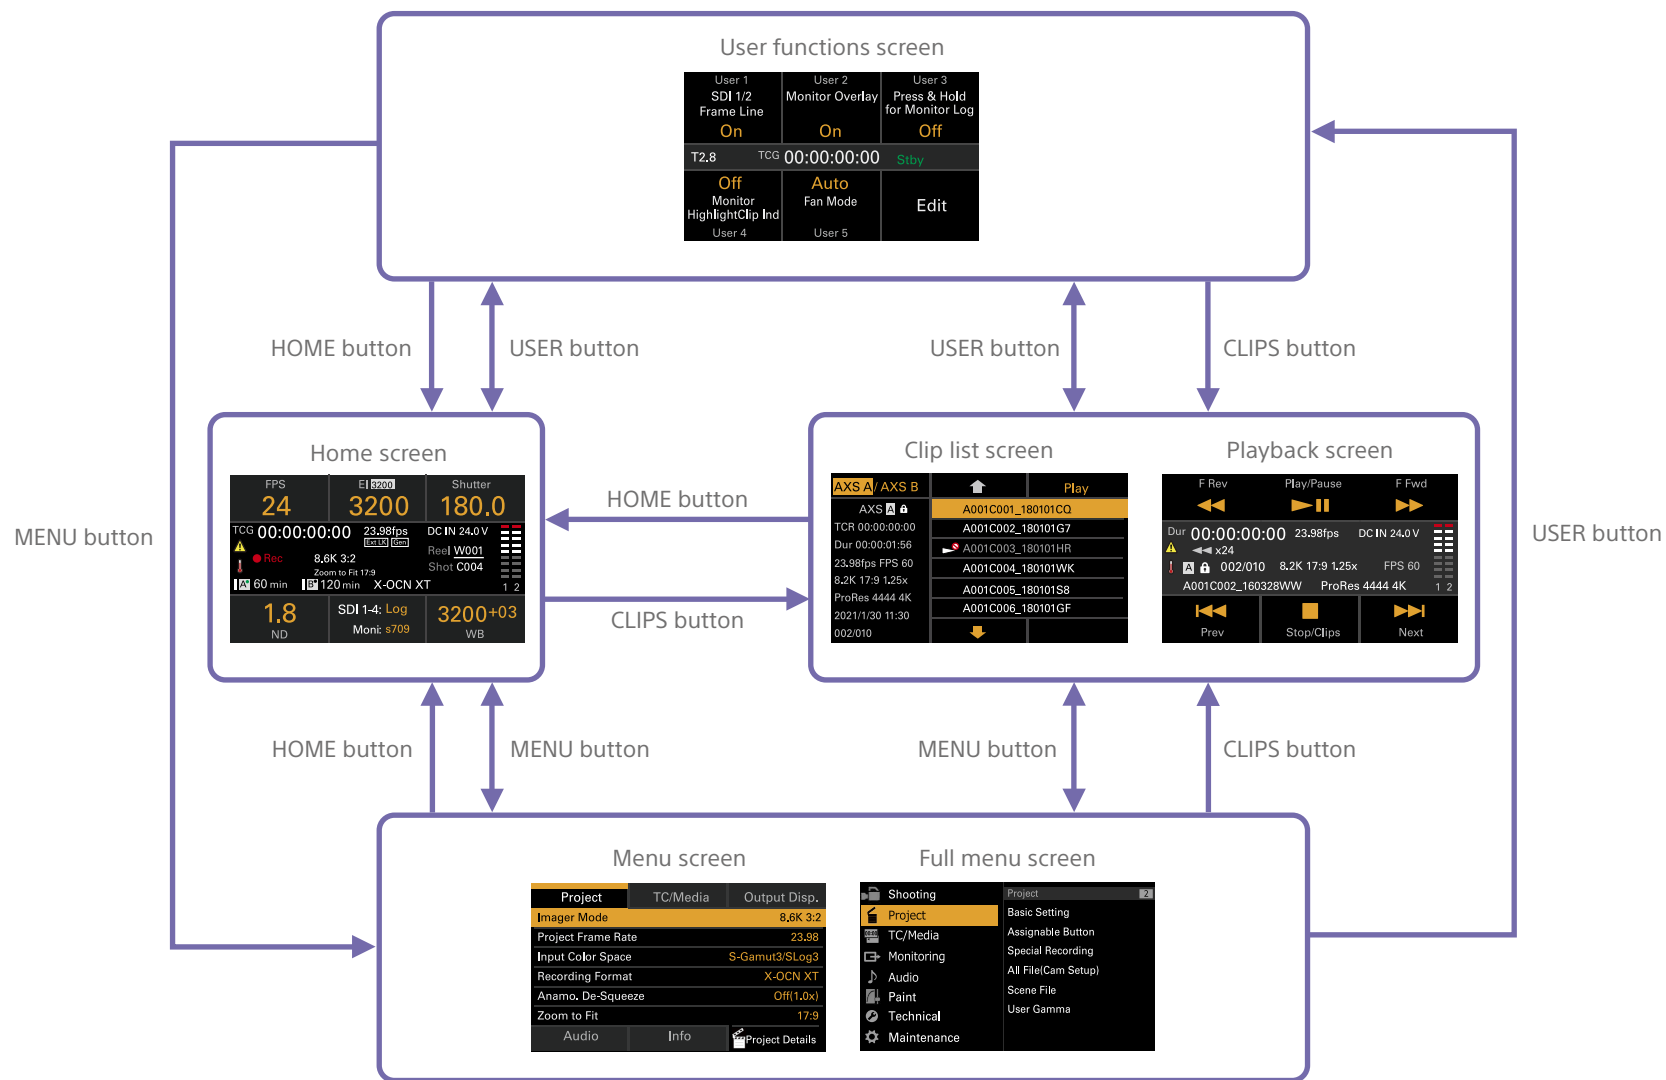 User functions screen
User 1
User 2
User 3
SDI 1/2
Frame Line
Monitor Overlay
Press & Hold
for Monitor Log
On
On
Off
T2.8
TCG 00:00:00:00
Stby
Off
Auto
Monitor
HighlightClip Ind
Fan Mode
Edit
User 4
User 5
HOME button
USER button
USER button
CLIPS button
MENU button
USER button
Home screen
FPS
EI 3200
Shutter
24
3200
180.0
TCG 00:00:00:00
23.98fps
DC IN 24.0 V
Ext LK Gen
Rec
8.6K 3:2
Reel W001
Zoom to Fit 17:9
Shot C004
A 60 min
B 120 min
X-OCN XT
1 2
1.8
SDI 1-4: Log
3200+03
ND
Moni: s709
WB
HOME button
CLIPS button
Clip list screen
AXS A / AXS B
Play
AXS A
A001C001_180101CQ
TCR 00:00:00:00
A001C002_180101G7
Dur 00:00:01:56
A001C003_180101HR
23.98fps FPS 60
A001C004_180101WK
8.2K 17:9 1.25x
A001C005_180101S8
ProRes 4444 4K
A001C006_180101GF
2021/1/30 11:30
002/010
Playback screen
F Rev
Play/Pause
F Fwd
Dur 00:00:00:00
23.98fps
DC IN 24.0 V
x24
A
002/010
8.2K 17:9 1.25x
FPS 60
A001C002_160328WW
ProRes 4444 4K
1 2
Prev
Stop/Clips
Next
HOME button
MENU button
MENU button
CLIPS button
Menu screen
Project
TC/Media
Output Disp.
Imager Mode
8.6K 3:2
Project Frame Rate
23.98
Input Color Space
S-Gamut3/SLog3
Recording Format
X-OCN XT
Anamo. De-Squeeze
Off(1.0x)
Zoom to Fit
17:9
Audio
Info
Project Details
Full menu screen
Shooting
Project
TC/Media
Monitoring
Audio
Paint
Technical
Maintenance
Project
2
Basic Setting
Assignable Button
Special Recording
All File(Cam Setup)
Scene File
User Gamma